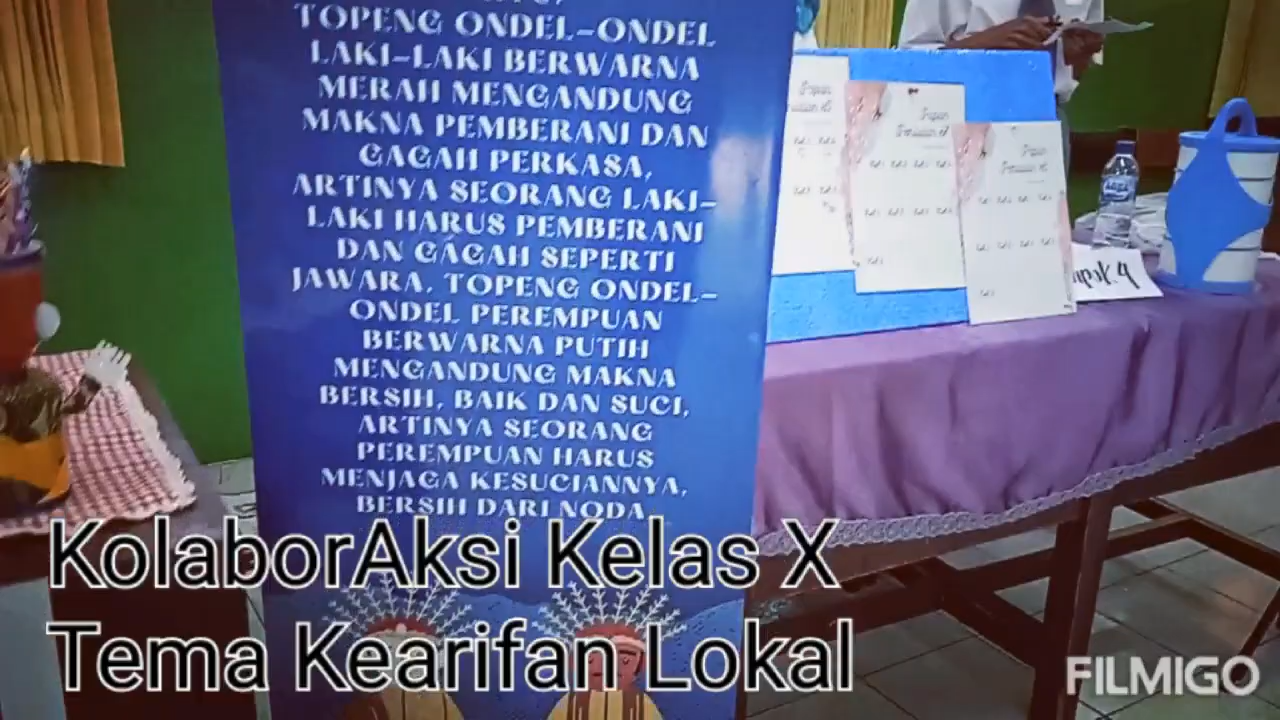 TOPENG ONDEL-ONDEL
LAKI-LAKI BERWARNA
MERAH MENGANDUNG
MAKNA PEMBERANI DAN
GAGAH PERKASA,
ARTINYA SEORANG LAKI-
LAKI HARUS PEMBERANI
DAN GAGAH SEPERTI
JAWARA. TOPENG ONDEL-
ONDEL PEREMPUAN
BERWARNA PUTIH
MENGANDUNG MAKNA
BERSIH, BAIK DAN SUCI,
ARTINYA SEORANG
PEREMPUAN HARUS
MENJAGA KESUCIANNYA,
BERSIH DARI NODA.
KolaborAksi Kelas X
Tema Kearifan Lokal
FILMIGO